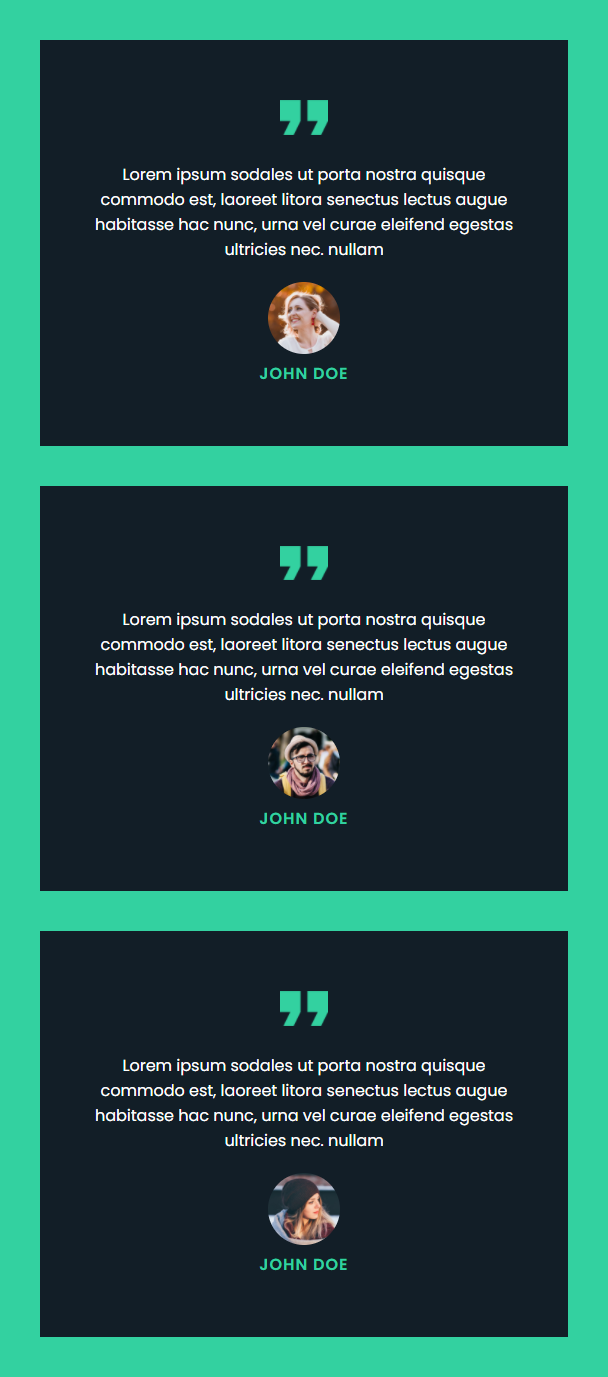 Lorem ipsum sodales ut porta nostra quisque
commodo est, laoreet litora senectus lectus augue
habitasse hac nunc, urna vel curae eleifend egestas
ultricies nec. nullam
JOHN DOE
Lorem ipsum sodales ut porta nostra quisque
commodo est, laoreet litora senectus lectus augue
habitasse hac nunc, urna vel curae eleifend egestas
ultricies nec. nullam
JOHN DOE
Lorem ipsum sodales ut porta nostra quisque
commodo est, laoreet litora senectus lectus augue
habitasse hac nunc, urna vel curae eleifend egestas
ultricies nec. nullam
JOHN DOE